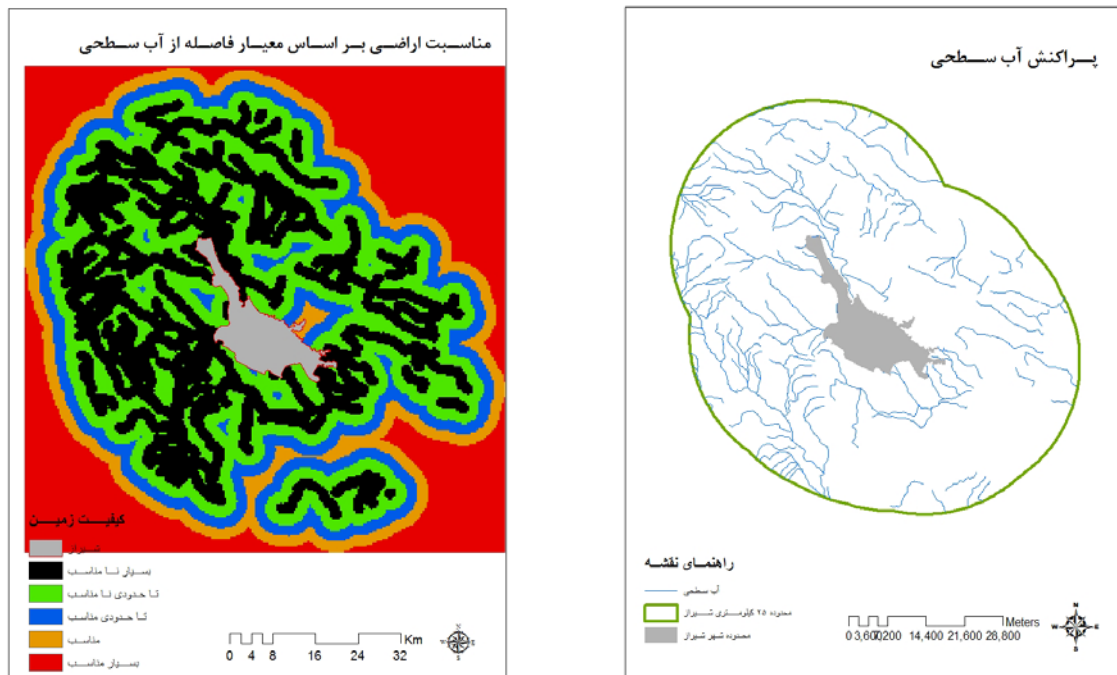 مناسبت اراضی بر اساس معیار فاصله از آب سطحی
کیفیت زمین
شیراز
بسیار نا مناسب
تا حدودی نا مناسب
تا حدودی مناسب
مناسب
بسیار مناسب
0 4 8 16 24 32 Km
N
W E
S
پراکنش آب سطحی
راهنمای نقشه
آب سطحی
محدوده ۲۵ کیلومتری شیراز
محدوده شهر شیراز
0 3,600 7,200 14,400 21,600 28,800 Meters
N
W E
S